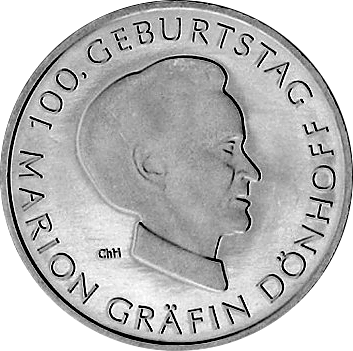 100. GEBURTSTAG
MARION GRÄFIN DÖNHOFF
ChH